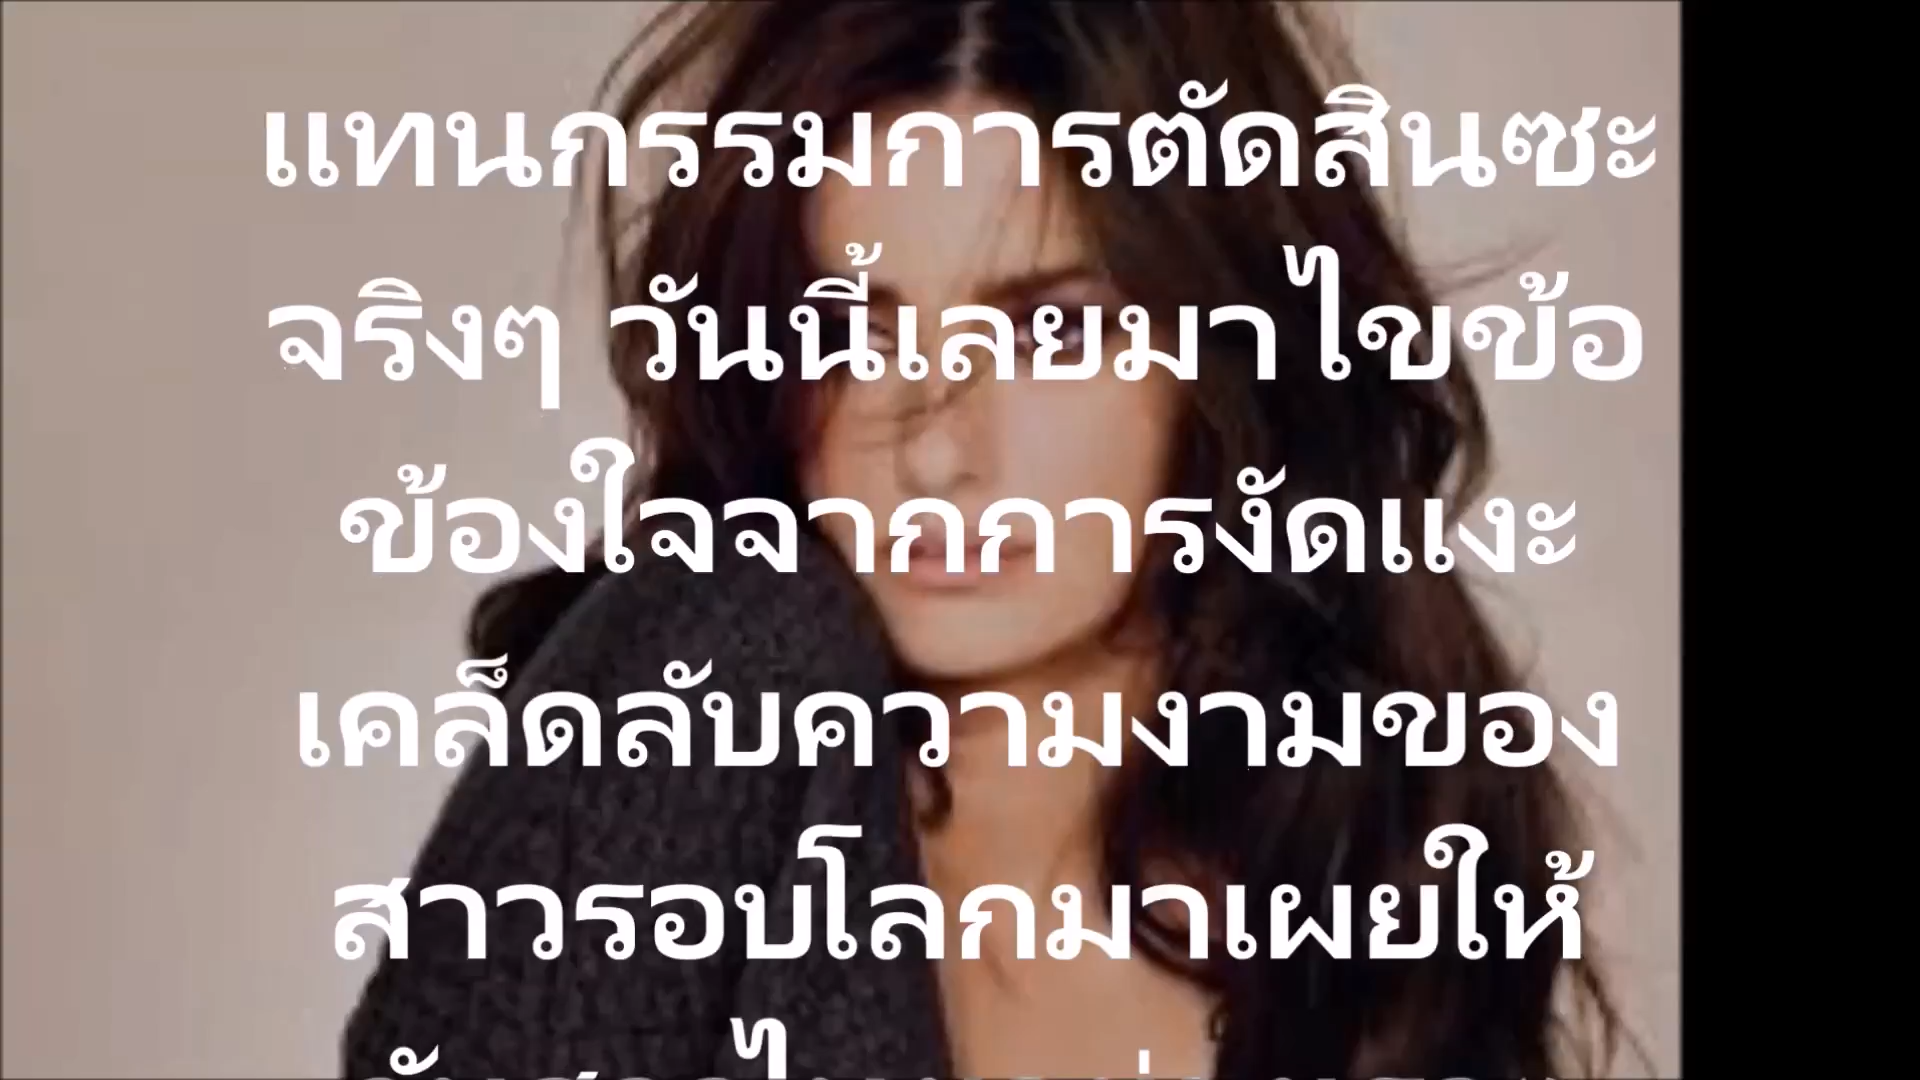 แทนกรรมการตัดสินซะ
จริงๆ วันนี้เลยมาไขข้อ
ข้องใจจากการงัดแงะ
เคล็ดลับความงามของ
สาวรอบโลกมาเผยให้